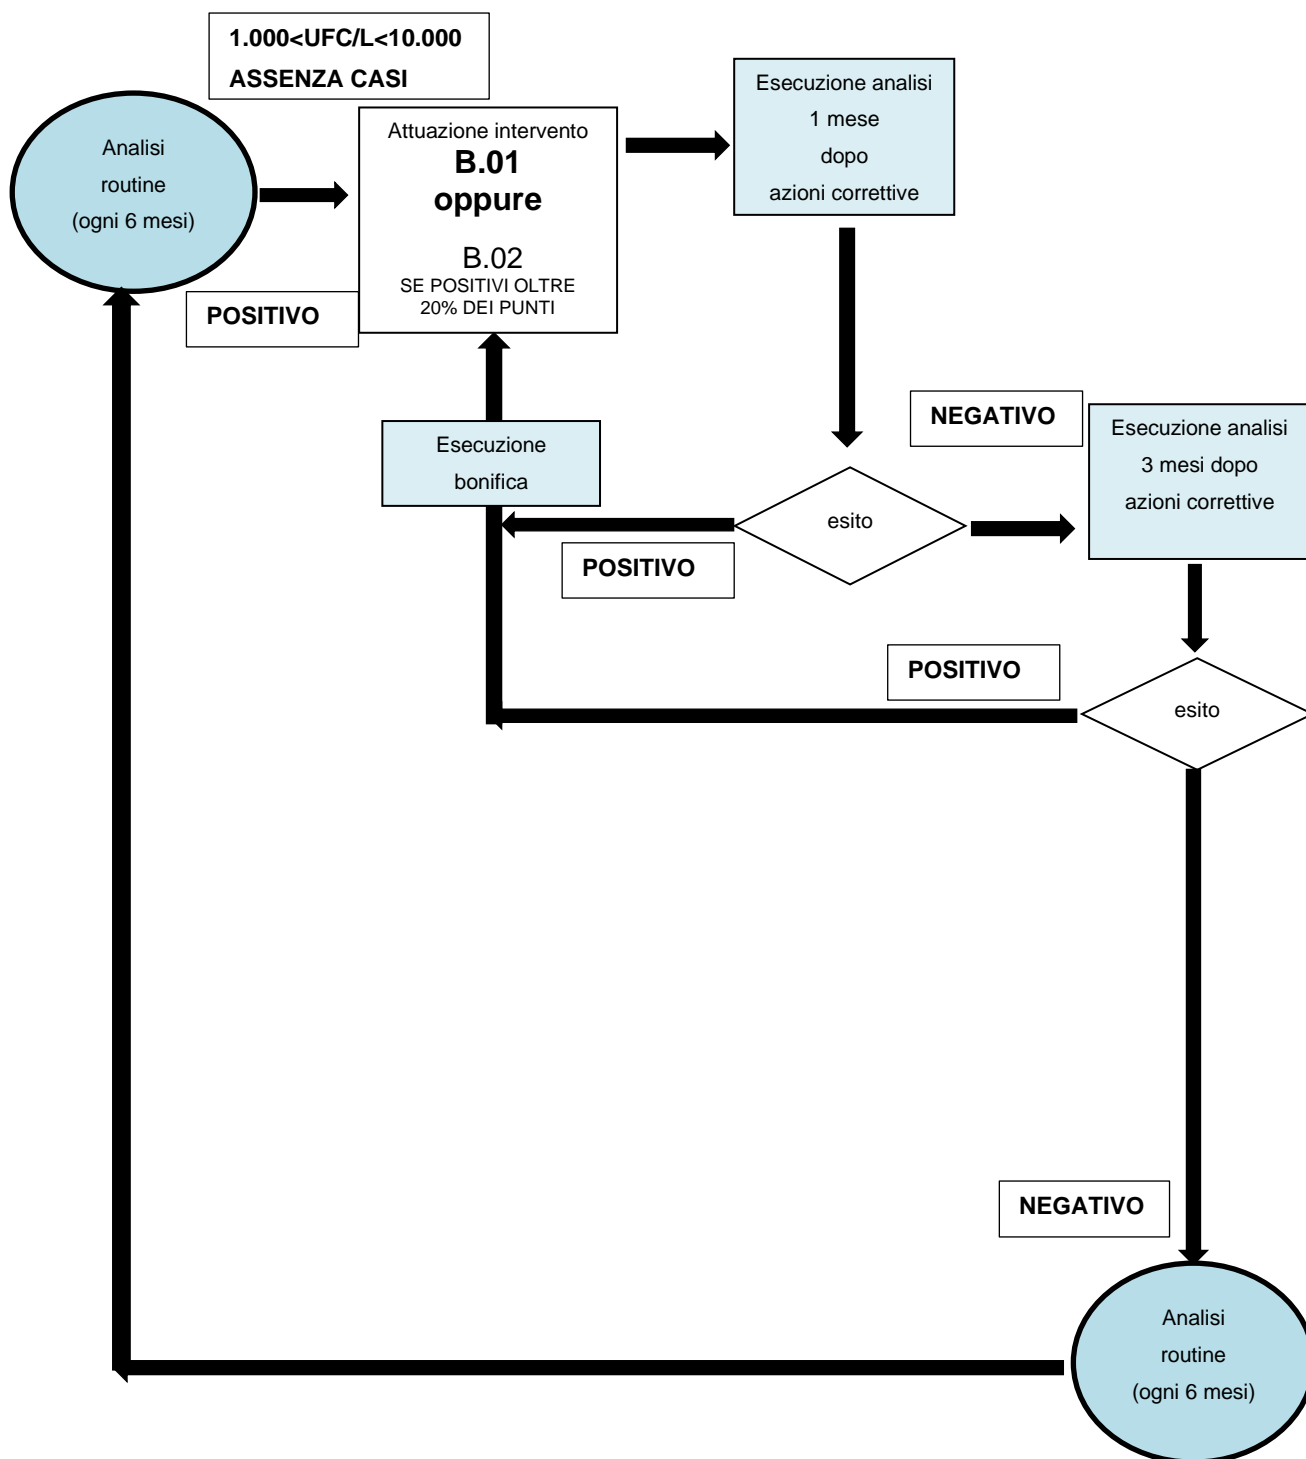 1.000<UFC/L<10.000
ASSENZA CASI
Analisi
routine
(ogni 6 mesi)
POSITIVO
Attuazione intervento
B.01
oppure
B.02
SE POSITIVI OLTRE
20% DEI PUNTI
Esecuzione analisi
1 mese
dopo
azioni correttive
Esecuzione
bonifica
esito
POSITIVO
NEGATIVO
Esecuzione analisi
3 mesi dopo
azioni correttive
POSITIVO
esito
NEGATIVO
Analisi
routine
(ogni 6 mesi)